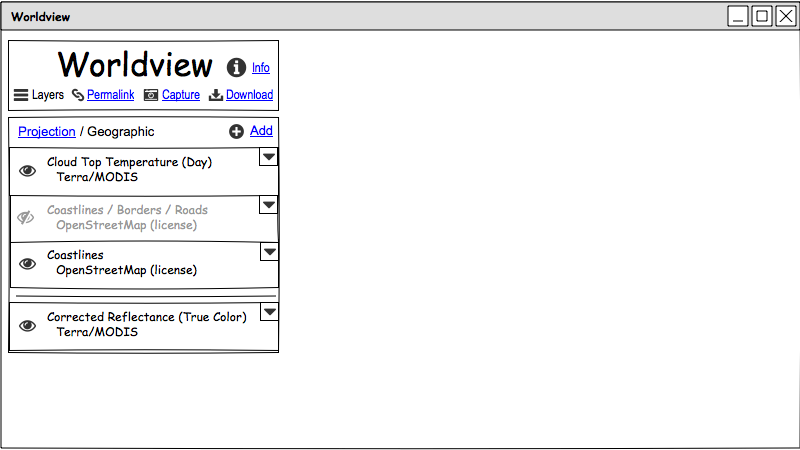 Worldview
Worldview Info
Layers Permalink Capture Download
Projection / Geographic Add
Cloud Top Temperature (Day)
Terra/MODIS
Coastlines / Borders / Roads
OpenStreetMap (license)
Coastlines
OpenStreetMap (license)
Corrected Reflectance (True Color)
Terra/MODIS